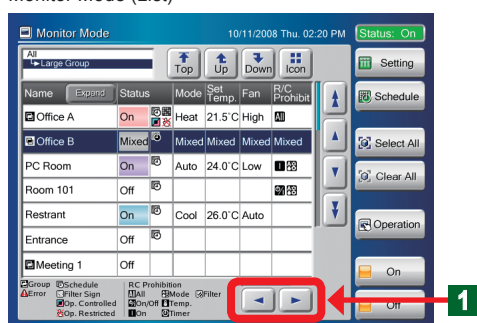 Monitor Mode (List)
Monitor Mode 10/11/2008 Thu. 02:20 PM Status: On
All
Large Group
Top Up Down Icon
Setting
Name Expand Status Mode Set Temp. Fan R/C Prohibit
Schedule
Office A On Heat 21.5°C High All
Office B Mixed Mixed Mixed Mixed Mixed
Select All
PC Room On Auto 24.0°C Low
Clear All
Room 101 Off
Restrant On Cool 26.0°C Auto
Operation
Entrance Off
Meeting 1 Off
On
Group Schedule RC Prohibition
Error Filter Sign All Mode Filter
Op. Controlled On/Off Temp.
Op. Restricted On Timer
Off
1